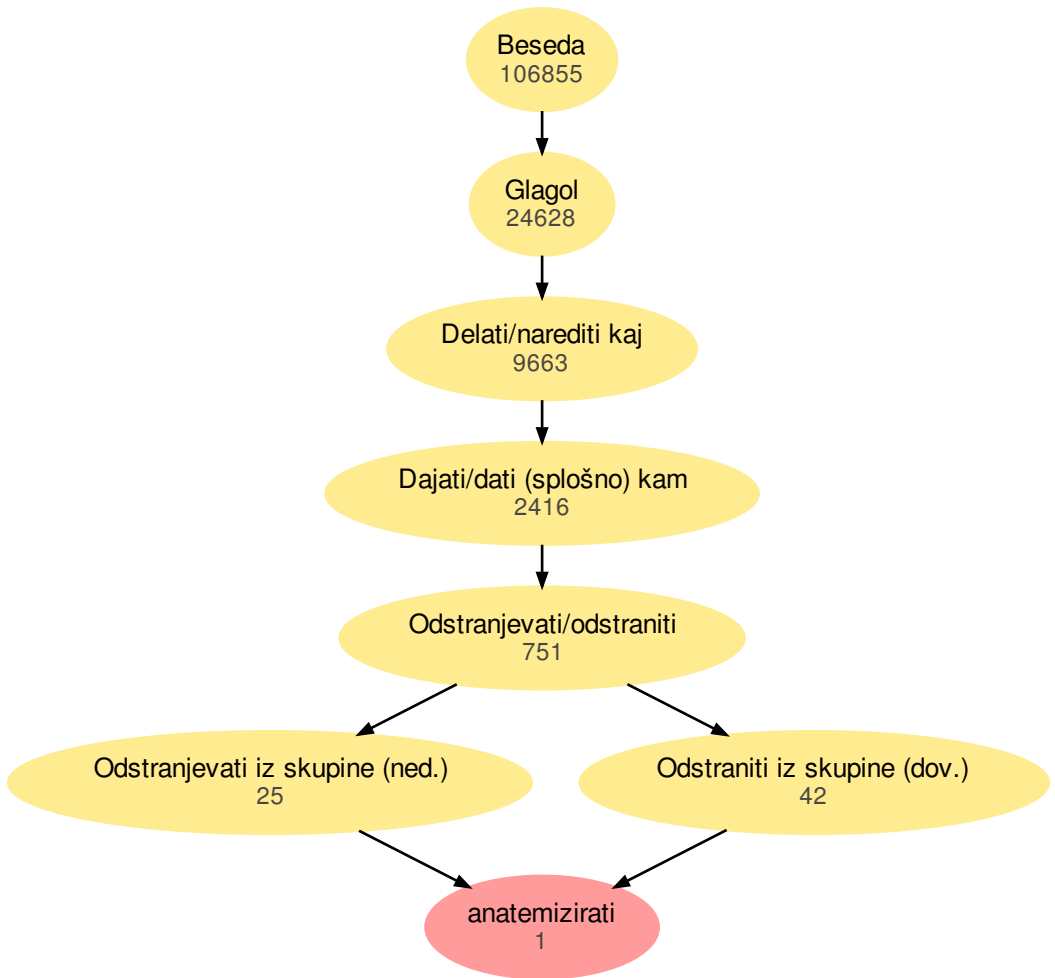 Beseda
106855
Glagol
24628
Delati/narediti kaj
9663
Dajati/dati (splošno) kam
2416
Odstranjevati/odstraniti
751
Odstranjevati iz skupine (ned.)
25
Odstraniti iz skupine (dov.)
42
anatemizirati
1